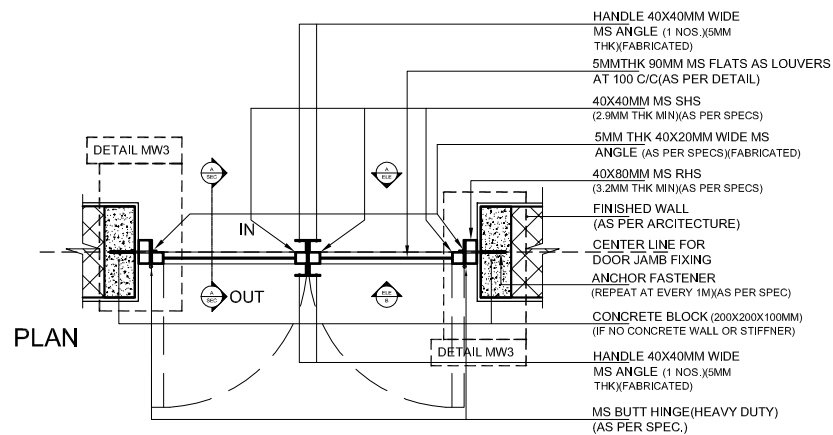 HANDLE 40X40MM WIDE
MS ANGLE (1 NOS.)(5MM
THK)(FABRICATED)
5MMTHK 90MM MS FLATS AS LOUVERS
AT 100 C/C(AS PER DETAIL)
40X40MM MS SHS
(2.9MM THK MIN)(AS PER SPECS)
5MM THK 40X20MM WIDE MS
ANGLE (AS PER SPECS)(FABRICATED)
40X80MM MS RHS
(3.2MM THK MIN)(AS PER SPECS)
FINISHED WALL
(AS PER ARCITECTURE)
CENTER LINE FOR
DOOR JAMB FIXING
ANCHOR FASTENER
(REPEAT AT EVERY 1M)(AS PER SPEC)
CONCRETE BLOCK (200X200X100MM)
(IF NO CONCRETE WALL OR STIFFNER)
HANDLE 40X40MM WIDE
MS ANGLE (1 NOS.)(5MM
THK)(FABRICATED)
MS BUTT HINGE(HEAVY DUTY)
(AS PER SPEC.)
DETAIL MW3
A
SEC
A
ELE
IN
OUT
A
SEC
ELE
B
PLAN
DETAIL MW3